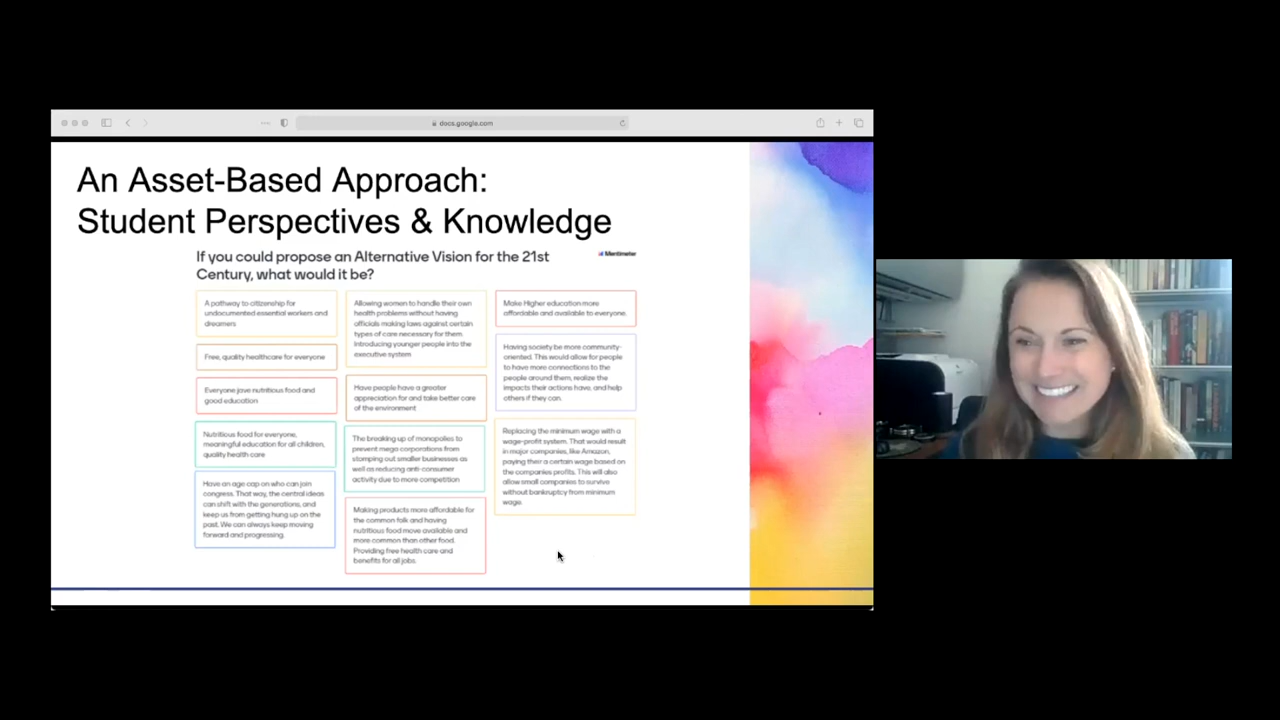 docs.google.com
An Asset-Based Approach:
Student Perspectives & Knowledge
If you could propose an Alternative Vision for the 21st
Century, what would it be?
Mentimeter
A pathway to citizenship for
undocumented essential workers and
dreamers
Free, quality healthcare for everyone
Everyone jave nutritious food and
good education
Nutritious food for everyone,
meaningful education for all children,
quality health care
Have an age cap on who can join
congress. That way, the central ideas
can shift with the generations, and
keep us from getting hung up on the
past. We can always keep moving
forward and progressing.
Allowing women to handle their own
health problems without having
officials making laws against certain
types of care necessary for them.
Introducing younger people into the
executive system
Have people have a greater
appreciation for and take better care
of the environment
The breaking up of monopolies to
prevent mega corporations from
stomping out smaller businesses as
well as reducing anti-consumer
activity due to more competition
Making products more affordable for
the common folk and having
nutritious food move available and
more common than other food.
Providing free health care and
benefits for all jobs.
Make Higher education more
affordable and available to everyone.
Having society be more community-
oriented. This would allow for people
to have more connections to the
people around them, realize the
impacts their actions have, and help
others if they can.
Replacing the minimum wage with a
wage-profit system. That would result
in major companies, like Amazon,
paying their a certain wage based on
the companies profits. This will also
allow small companies to survive
without bankruptcy from minimum
wage.